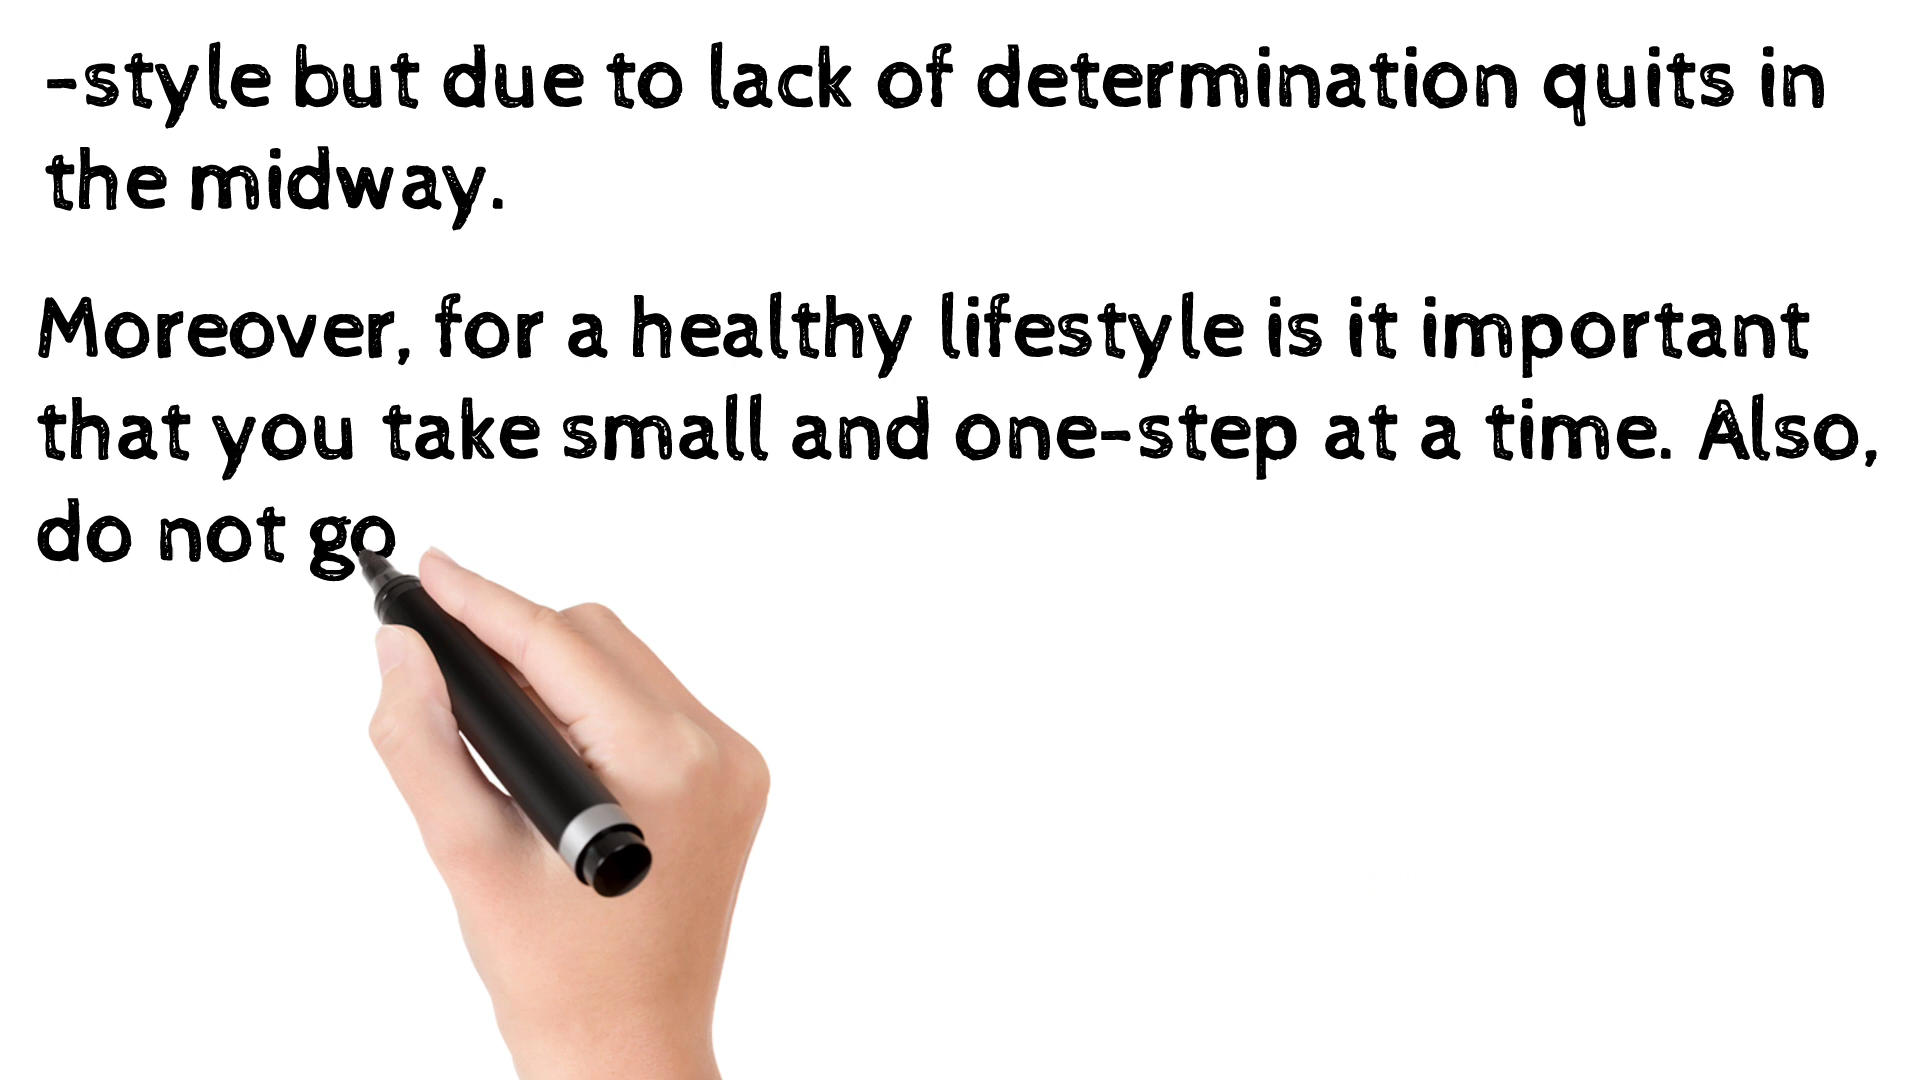 -style but due to lack of determination quits in
the midway.
Moreover, for a healthy lifestyle is it important
that you take small and one-step at a time. Also,
do not go